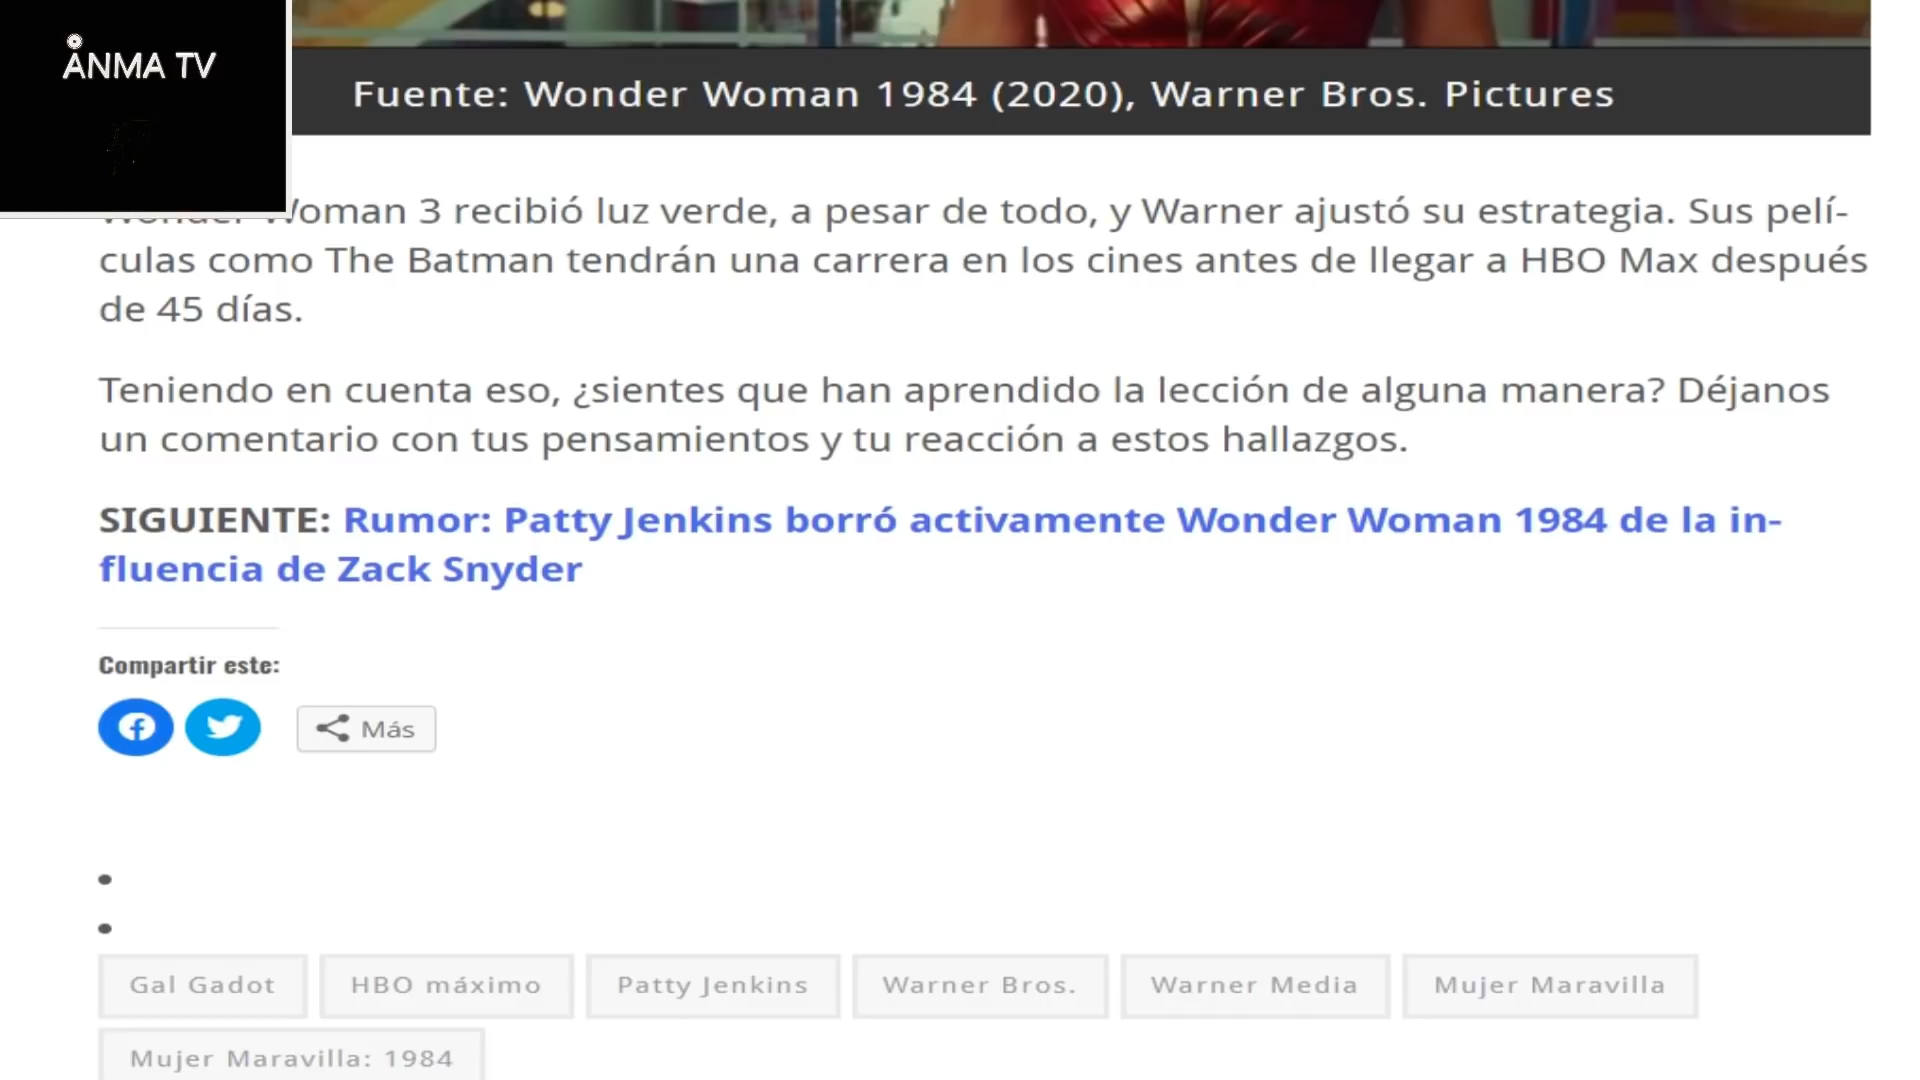 ANMA TV
Fuente: Wonder Woman 1984 (2020), Warner Bros. Pictures
Wonder Woman 3 recibió luz verde, a pesar de todo, y Warner ajustó su estrategia. Sus pelí-
culas como The Batman tendrán una carrera en los cines antes de llegar a HBO Max después
de 45 días.
Teniendo en cuenta eso, ¿sientes que han aprendido la lección de alguna manera? Déjanos
un comentario con tus pensamientos y tu reacción a estos hallazgos.
SIGUIENTE: Rumor: Patty Jenkins borró activamente Wonder Woman 1984 de la in-
fluencia de Zack Snyder
Compartir este:
Más
Gal Gadot HBO máximo Patty Jenkins Warner Bros. Warner Media Mujer Maravilla
Mujer Maravilla: 1984